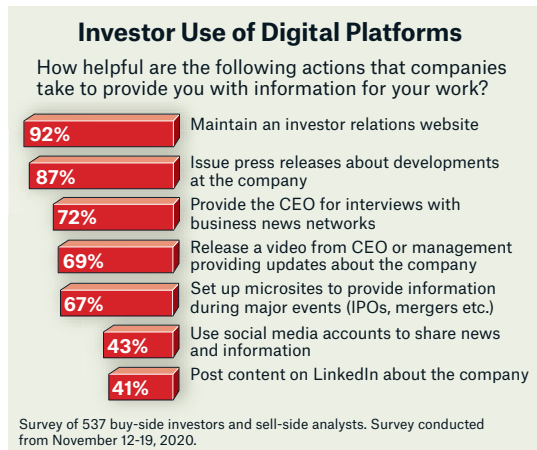 Investor Use of Digital Platforms
How helpful are the following actions that companies
take to provide you with information for your work?
92% Maintain an investor relations website
87% Issue press releases about developments
at the company
72% Provide the CEO for interviews with
business news networks
69% Release a video from CEO or management
providing updates about the company
67% Set up microsites to provide information
during major events (IPOs, mergers etc.)
43% Use social media accounts to share news
and information
41% Post content on LinkedIn about the company
Survey of 537 buy-side investors and sell-side analysts. Survey conducted
from November 12-19, 2020.